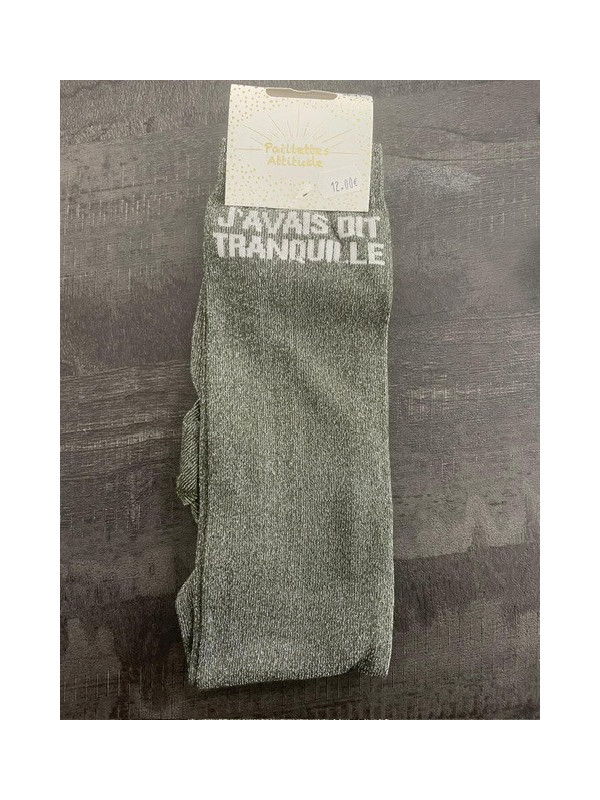 Paillettes
Attitude
12.00€
J'AVAIS DIT
TRANQUILLE